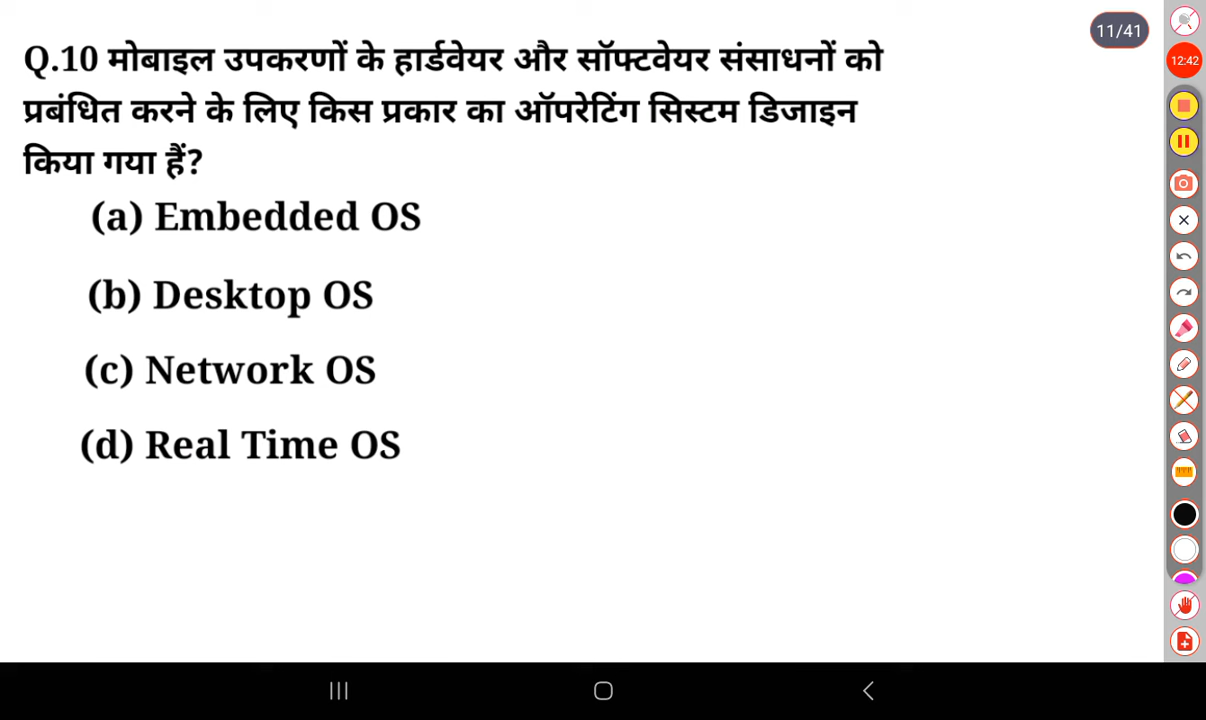 11/41
12:42
Q.10 मोबाइल उपकरणों के हार्डवेयर और सॉफ्टवेयर संसाधनों को
प्रबंधित करने के लिए किस प्रकार का ऑपरेटिंग सिस्टम डिजाइन
किया गया हैं?
(a) Embedded OS
(b) Desktop OS
(c) Network OS
(d) Real Time OS